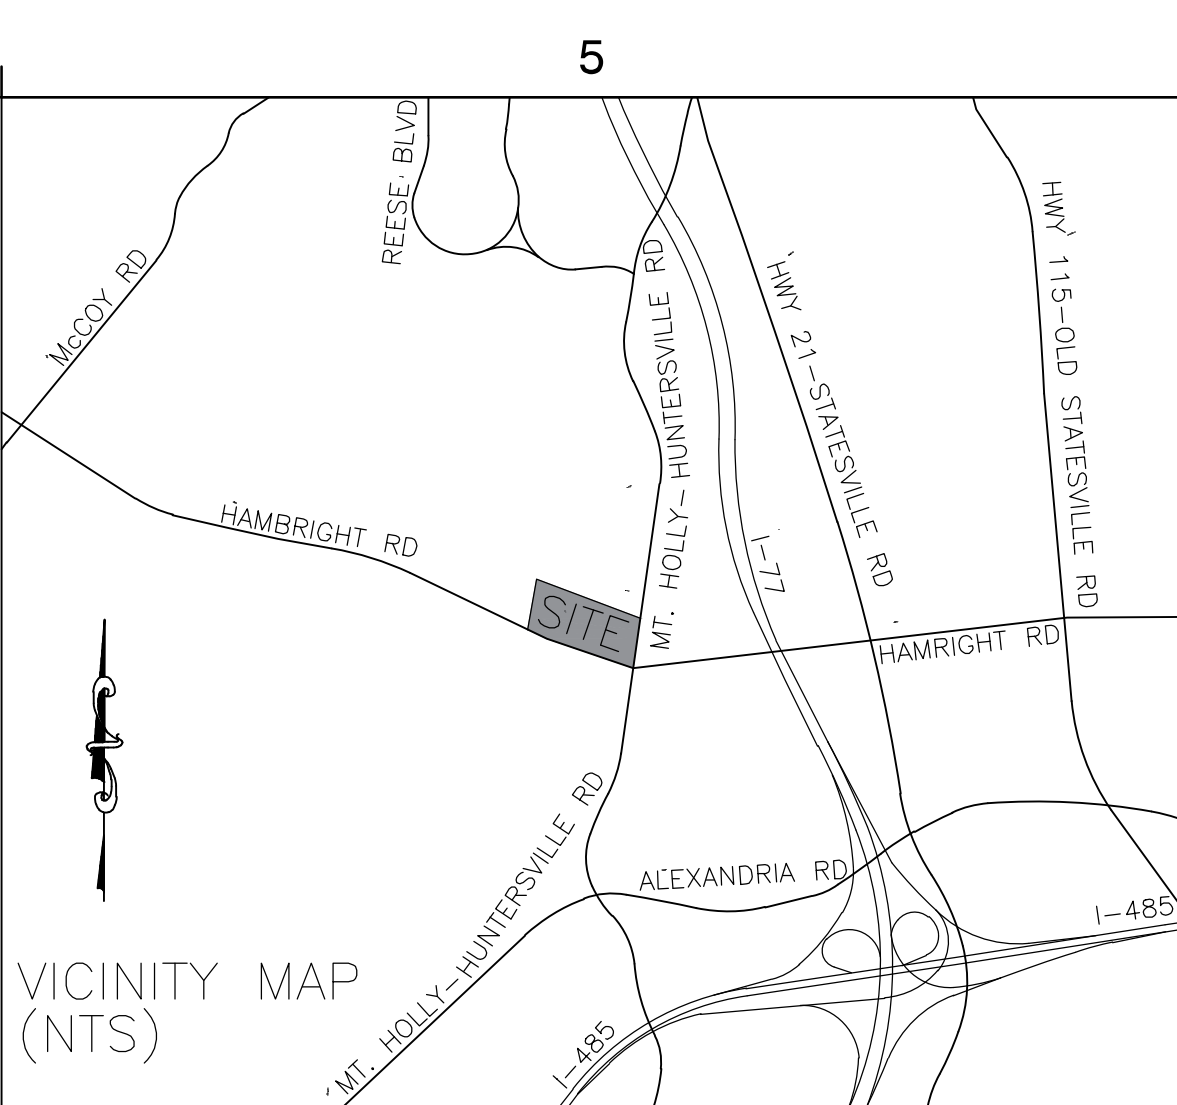 5
REESE BLVD
McCOY RD
MT. HOLLY-HUNTERSVILLE RD
HWY 21-STATESVILLE RD
HWY 115-OLD STATESVILLE RD
HAMBRIGHT RD
I-77
SITE
HAMRIGHT RD
MT. HOLLY-HUNTERSVILLE RD
ALEXANDRIA RD
I-485
I-485
VICINITY MAP
(NTS)